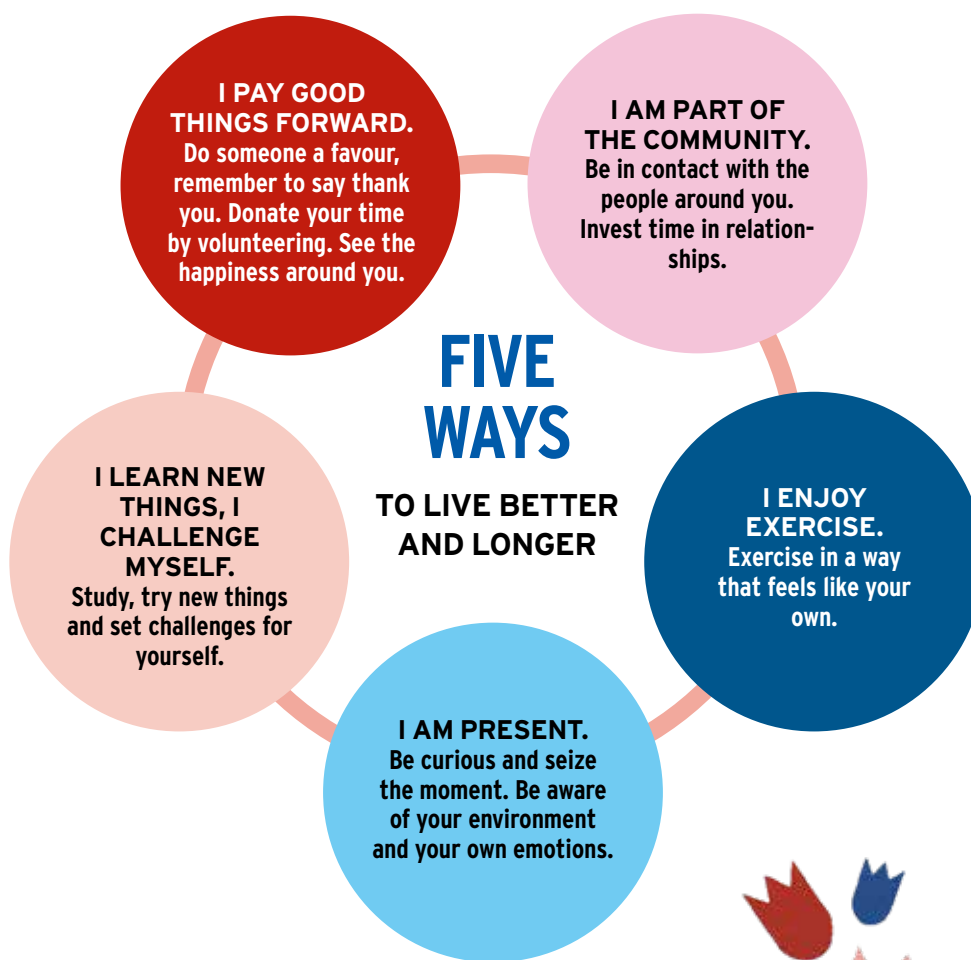 I PAY GOOD
THINGS FORWARD.
Do someone a favour,
remember to say thank
you. Donate your time
by volunteering. See the
happiness around you.
I AM PART OF
THE COMMUNITY.
Be in contact with the
people around you.
Invest time in relation-
ships.
FIVE
WAYS
TO LIVE BETTER
AND LONGER
I LEARN NEW
THINGS, I
CHALLENGE
MYSELF.
Study, try new things
and set challenges for
yourself.
I ENJOY
EXERCISE.
Exercise in a way
that feels like your
own.
I AM PRESENT.
Be curious and seize
the moment. Be aware
of your environment
and your own emotions.